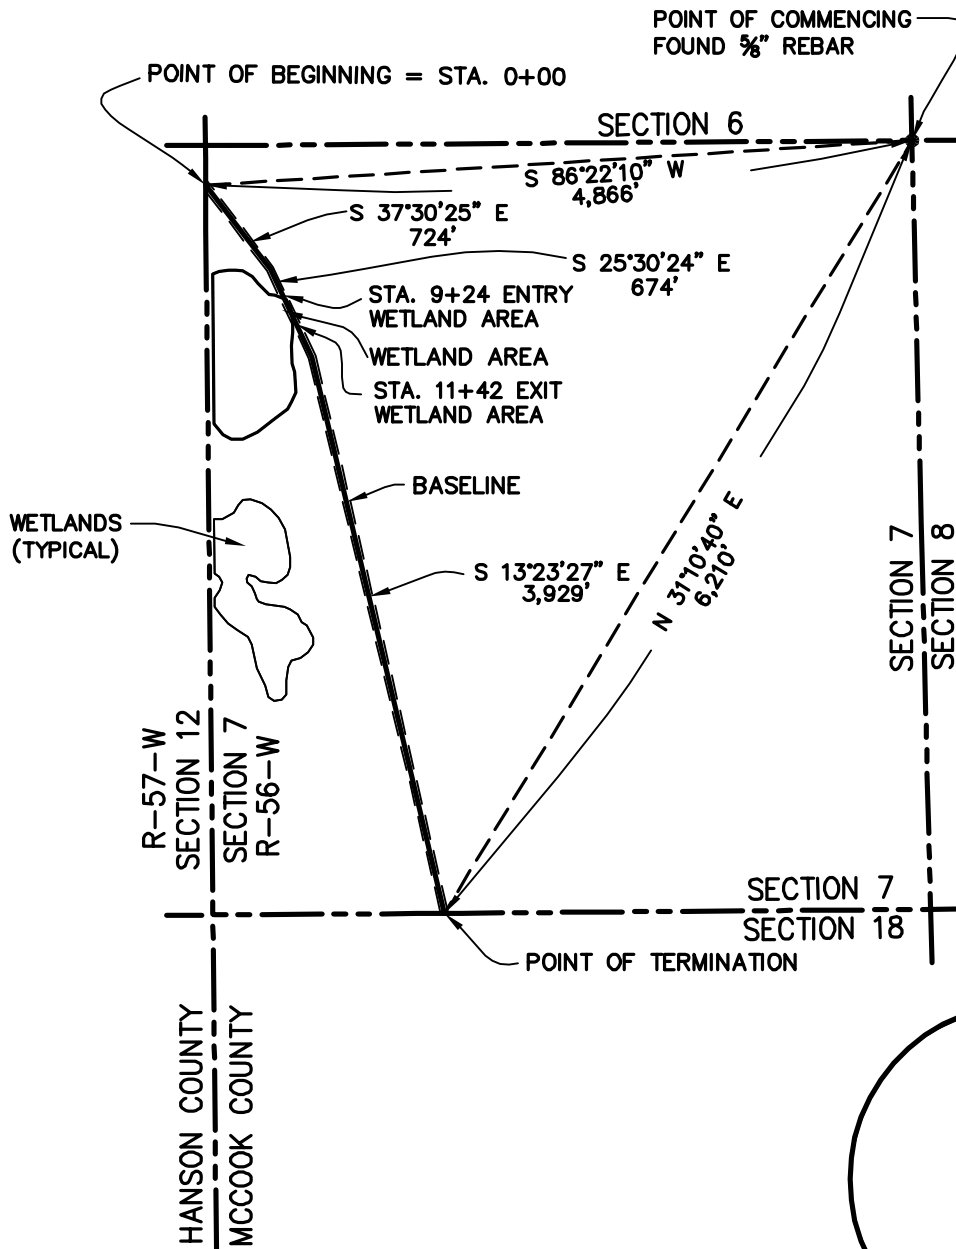 POINT OF COMMENCING
FOUND ⅝" REBAR
POINT OF BEGINNING = STA. 0+00
SECTION 6
S 86°22'10" W
4,866'
S 37°30'25" E
724'
S 25°30'24" E
674'
STA. 9+24 ENTRY
WETLAND AREA
WETLAND AREA
STA. 11+42 EXIT
WETLAND AREA
BASELINE
WETLANDS
(TYPICAL)
S 13°23'27" E
3,929'
N 31°10'40" E
6,210'
SECTION 7
SECTION 8
R-57-W
SECTION 12
SECTION 7
R-56-W
SECTION 7
SECTION 18
POINT OF TERMINATION
HANSON COUNTY
MCCOOK COUNTY